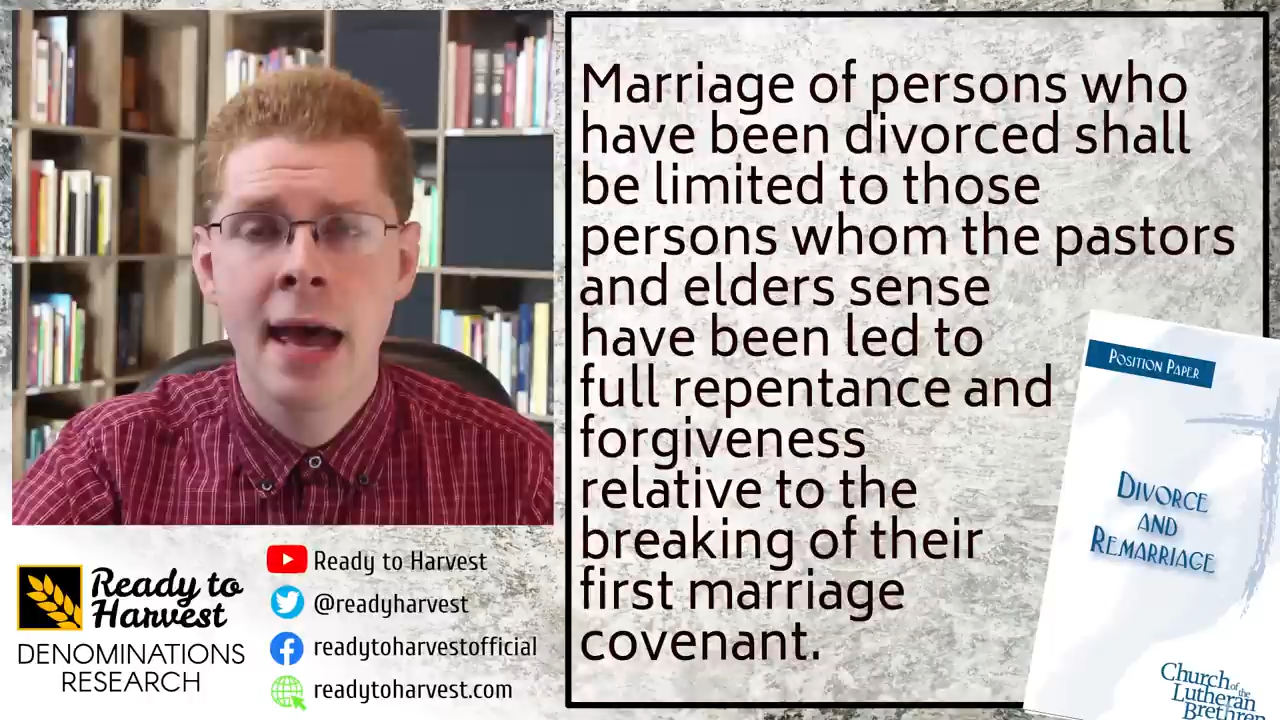 Marriage of persons who
have been divorced shall
be limited to those
persons whom the pastors
and elders sense
have been led to
full repentance and
forgiveness
relative to the
breaking of their
first marriage
covenant.
POSITION PAPER
DIVORCE
AND
REMARRIAGE
Church of the
Lutheran
Brethren
Ready to
Harvest
DENOMINATIONS
RESEARCH
Ready to Harvest
@readyharvest
readytoharvestofficial
readytoharvest.com